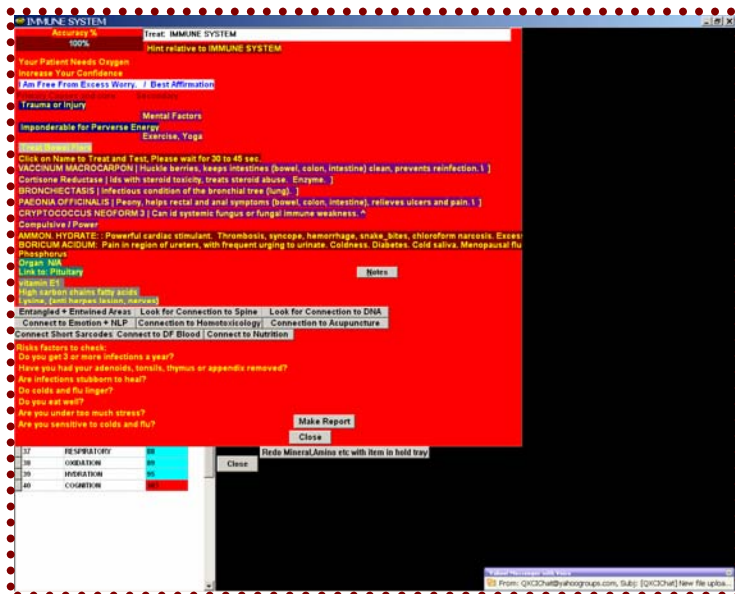 IMMUNE SYSTEM
Accuracy %
Treat: IMMUNE SYSTEM
100%
Hint relative to IMMUNE SYSTEM
Your Patient Needs Oxygen
Increase Your Confidence
I Am Free From Excess Worry. / Best Affirmation
Trauma or Injury
Mental Factors
Imponderable for Perverse Energy
Exercise, Yoga
Treat Bowel Flora
Click on Name to Treat and Test, Please wait for 30 to 45 sec.
VACCINUM MACROCARPON | Huckle berries, keeps intestines (bowel, colon, intestine) clean, prevents reinfection. \ ]
Cortisone Reductase | Ids with steroid toxicity, treats steroid abuse. Enzyme. ]
BRONCHIECTASIS | Infectious condition of the bronchial tree (lung). ]
PAEONIA OFFICINALIS | Peony, helps rectal and anal symptoms (bowel, colon, intestine), relieves ulcers and pain. \ ]
CRYPTOCOCCUS NEOFORM 3 | Can id systemic fungus or fungal immune weakness. ^
Compulsive / Power
AMMON. HYDRATE: : Powerful cardiac stimulant. Thrombosis, syncope, hemorrhage, snake_bites, chloroform narcosis. Excess
BORICUM ACIDUM: Pain in region of ureters, with frequent urging to urinate. Coldness. Diabetes. Cold saliva. Menopausal flu
Phosphorus
Organ N/A
Link to: Pituitary
Notes
vitamin E1
High carbon chains fatty acids
Lysine, (anti herpes lesion, nerves)
Entangled + Entwined Areas Look for Connection to Spine Look for Connection to DNA
Connect to Emotion + NLP Connection to Homotoxicology Connection to Acupuncture
Connect Short Sarcodes Connect to DF Blood Connect to Nutrition
Risks factors to check:
Do you get 3 or more infections a year?
Have you had your adenoids, tonsils, thymus or appendix removed?
Are infections stubborn to heal?
Do colds and flu linger?
Do you eat well?
Are you under too much stress?
Are you sensitive to colds and flu?
Make Report
Close
37 RESPIRATORY 88
Redo Mineral,Amino etc with item in hold tray
38 OXIDATION 89
Close
39 HYDRATION 95
40 COGNITION
From: QXCIChat@yahoogroups.com, Subj: [QXCIChat] New file uploa...